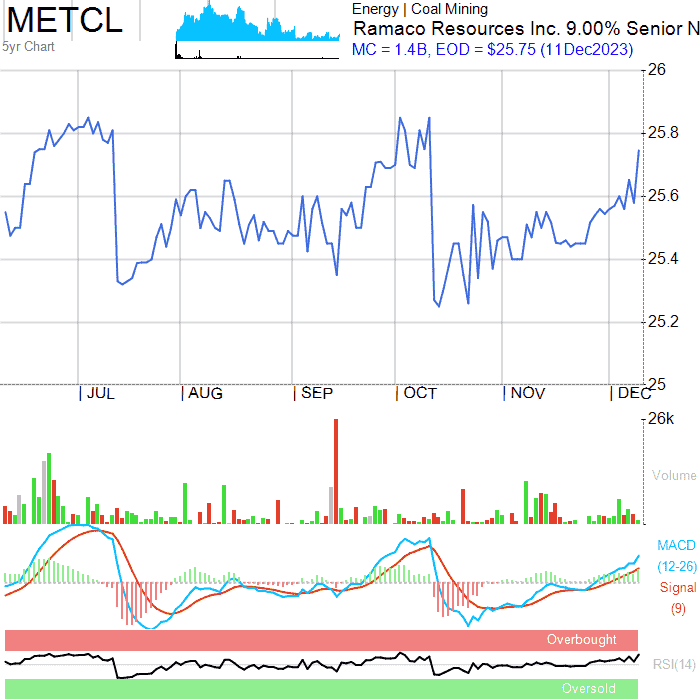 METCL
5yr Chart
Energy | Coal Mining
Ramaco Resources Inc. 9.00% Senior N
MC = 1.4B, EOD = $25.75 (11Dec2023)
26
25.8
25.6
25.4
25.2
25
| JUL | AUG | SEP | OCT | NOV | DEC
26k
Volume
MACD
(12-26)
Signal
(9)
Overbought
RSI(14)
Oversold